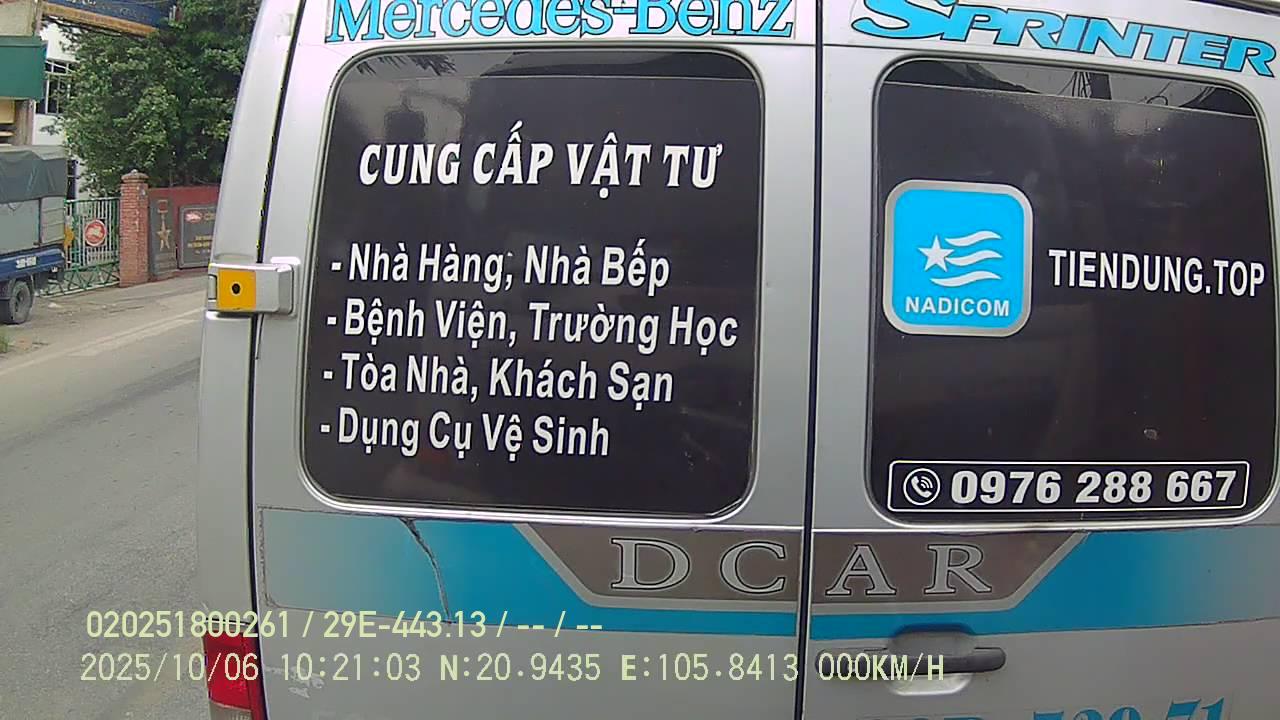 Mercedes-Benz
SPRINTER
CUNG CẤP VẬT TƯ
- Nhà Hàng, Nhà Bếp
- Bệnh Viện, Trường Học
- Tòa Nhà, Khách Sạn
- Dụng Cụ Vệ Sinh
NADICOM
TIENDUNG.TOP
0976 288 667
DCAR
020251800261 / 29E-443.13 / -- / --
2025/10/06 10:21:03 N:20.9435 E:105.8413 000KM/H